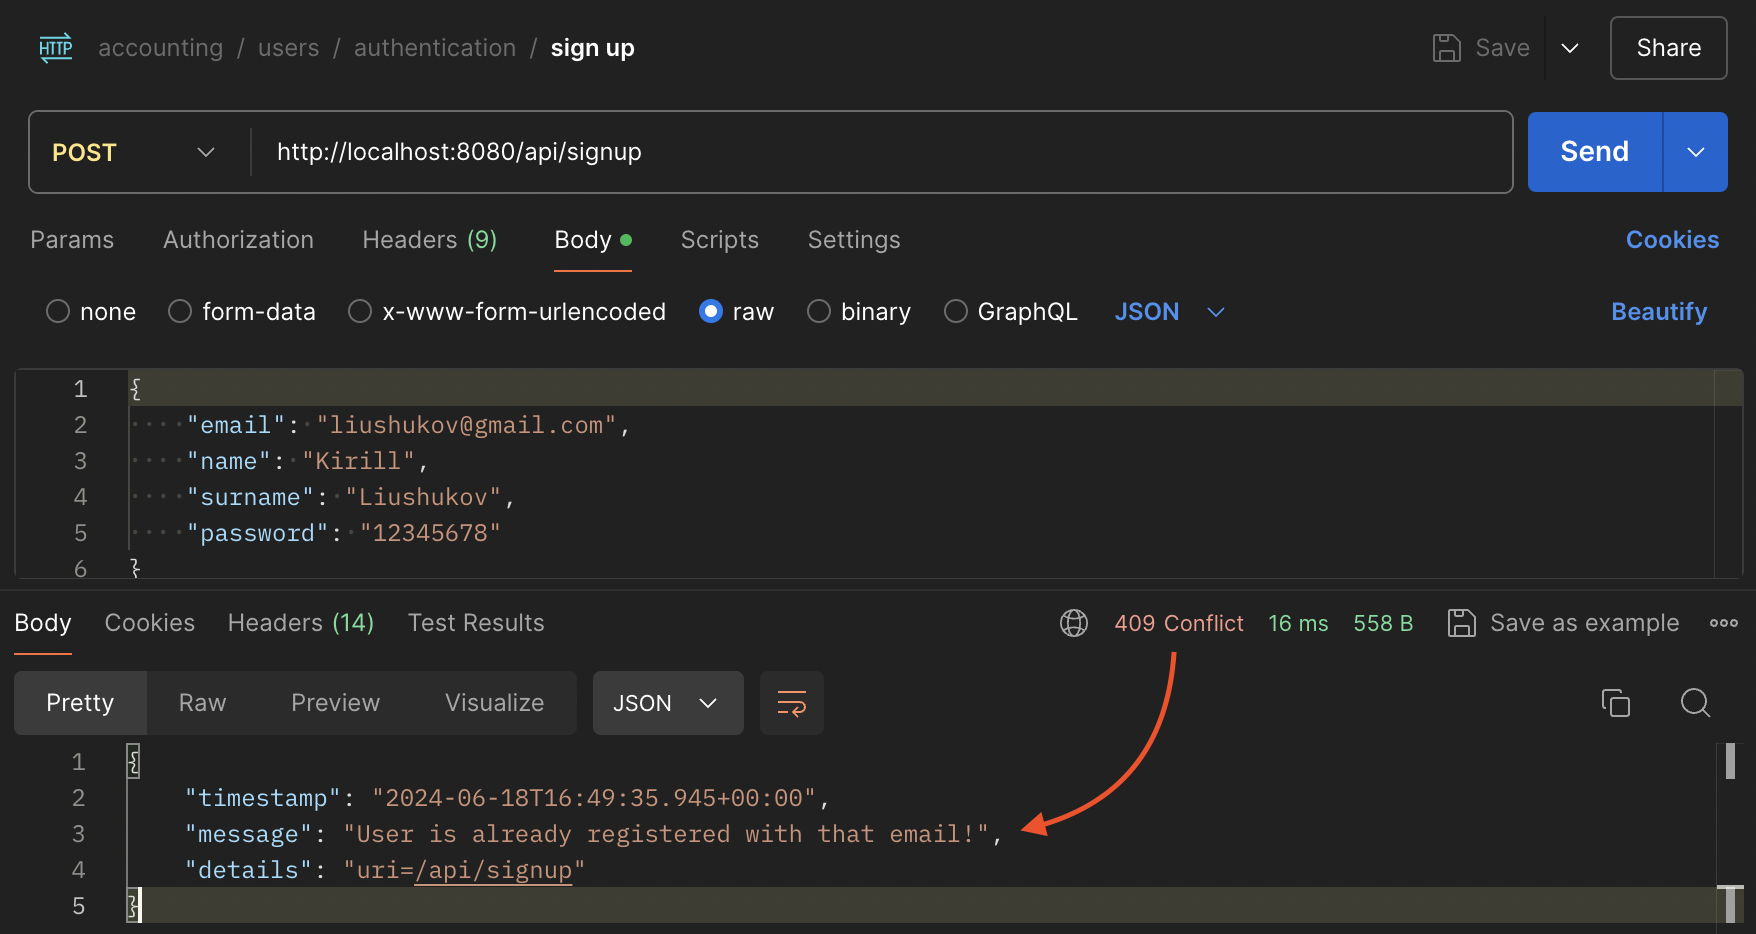 HTTP accounting / users / authentication / sign up Save Share
POST http://localhost:8080/api/signup Send
Params Authorization Headers (9) Body Scripts Settings Cookies
none form-data x-www-form-urlencoded raw binary GraphQL JSON Beautify
1 {
2 ····"email":·"liushukov@gmail.com",
3 ····"name":·"Kirill",
4 ····"surname":·"Liushukov",
5 ····"password":·"12345678"
6 }
Body Cookies Headers (14) Test Results 409 Conflict 16 ms 558 B Save as example
Pretty Raw Preview Visualize JSON
1 {
2 "timestamp": "2024-06-18T16:49:35.945+00:00",
3 "message": "User is already registered with that email!",
4 "details": "uri=/api/signup"
5 }